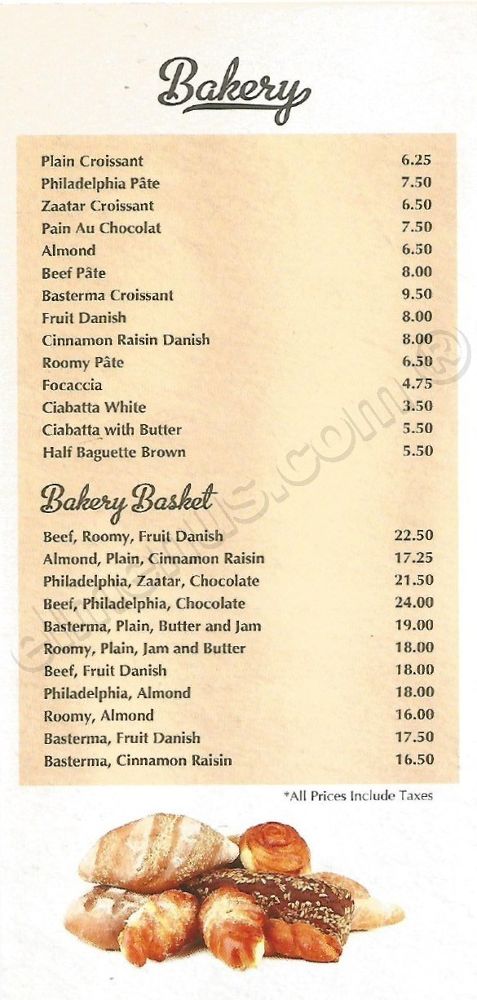 Bakery
Plain Croissant 6.25
Philadelphia Pâte 7.50
Zaatar Croissant 6.50
Pain Au Chocolat 7.50
Almond 6.50
Beef Pâte 8.00
Basterma Croissant 9.50
Fruit Danish 8.00
Cinnamon Raisin Danish 8.00
Roomy Pâte 6.50
Focaccia 4.75
Ciabatta White 3.50
Ciabatta with Butter 5.50
Half Baguette Brown 5.50
Bakery Basket
Beef, Roomy, Fruit Danish 22.50
Almond, Plain, Cinnamon Raisin 17.25
Philadelphia, Zaatar, Chocolate 21.50
Beef, Philadelphia, Chocolate 24.00
Basterma, Plain, Butter and Jam 19.00
Roomy, Plain, Jam and Butter 18.00
Beef, Fruit Danish 18.00
Philadelphia, Almond 18.00
Roomy, Almond 16.00
Basterma, Fruit Danish 17.50
Basterma, Cinnamon Raisin 16.50
*All Prices Include Taxes
elmenus.com ®